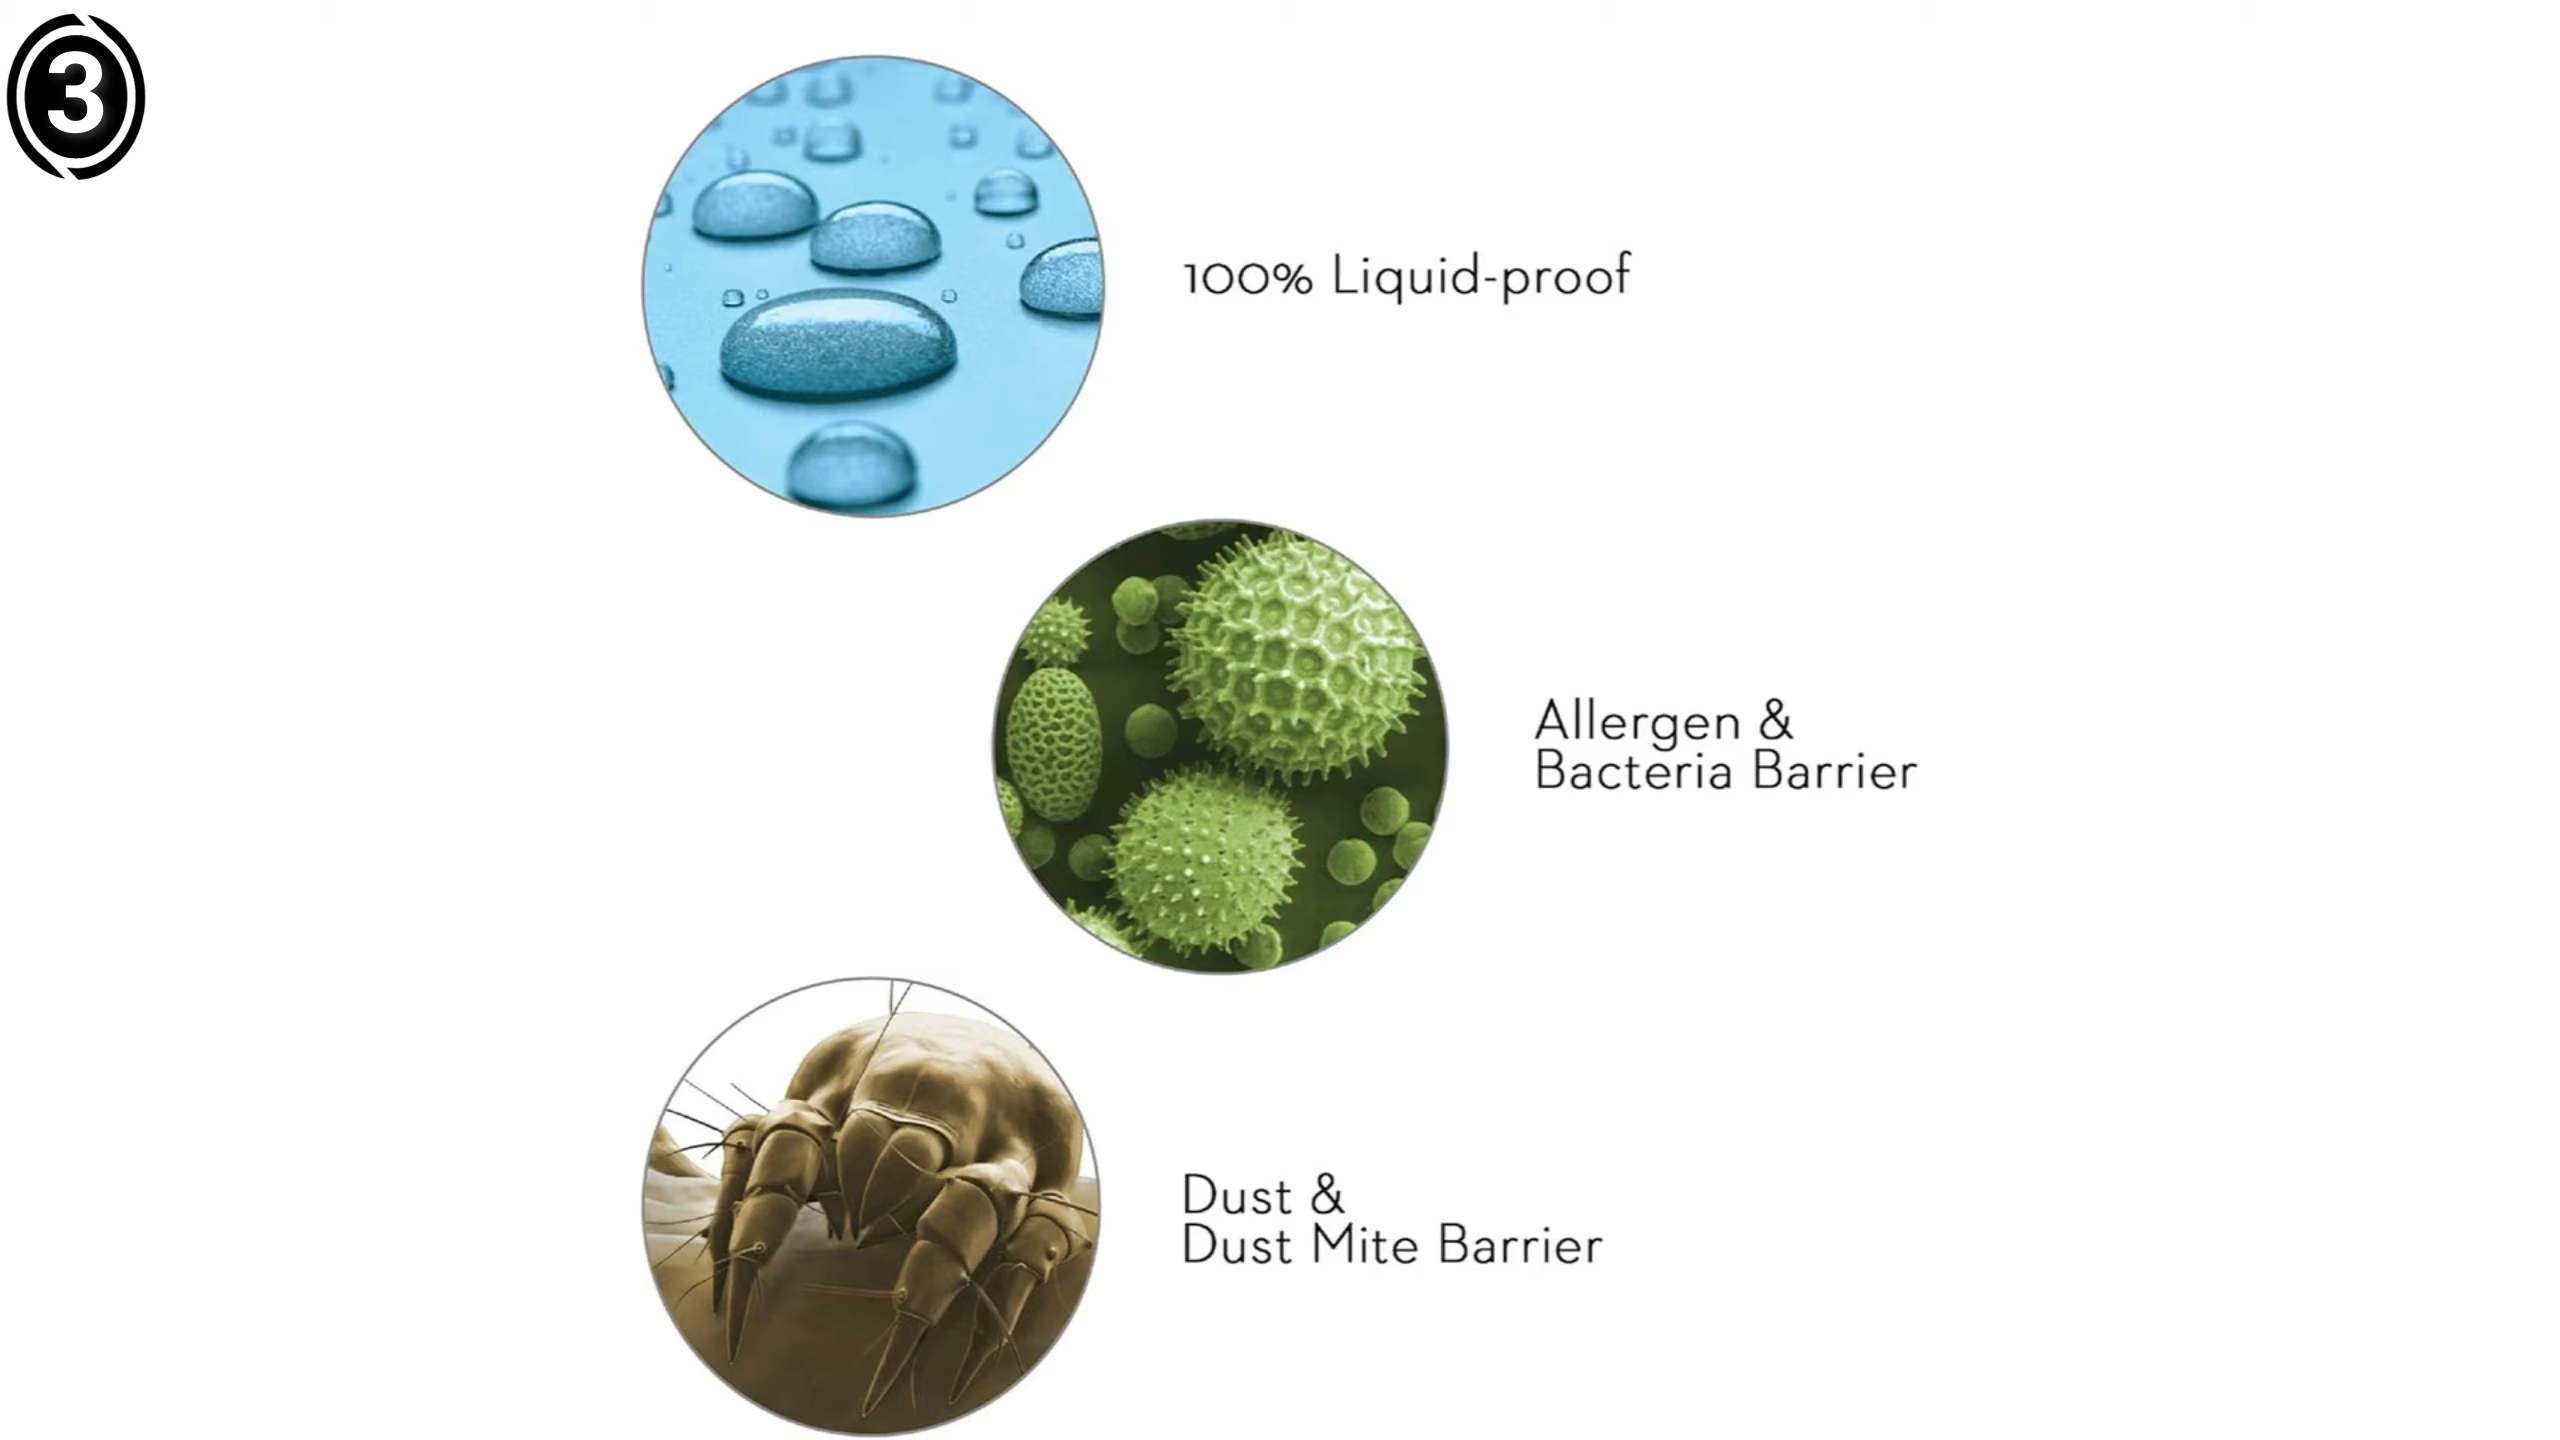 3
100% Liquid-proof
Allergen &
Bacteria Barrier
Dust &
Dust Mite Barrier